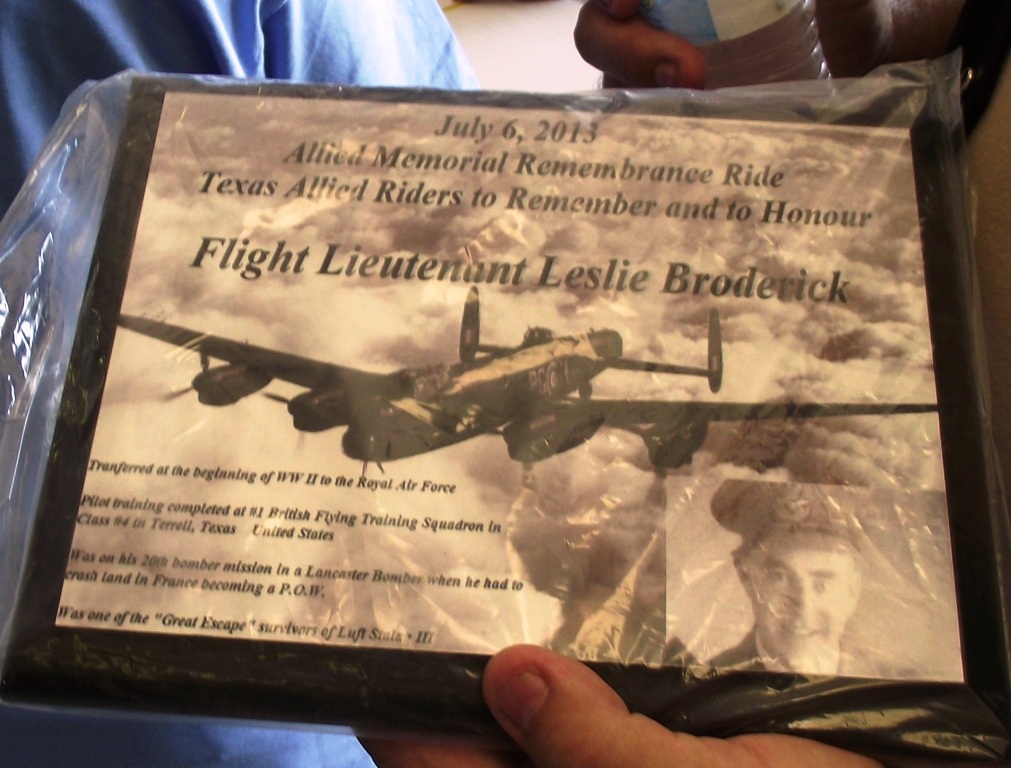 July 6, 2013
Allied Memorial Remembrance Ride
Texas Allied Riders to Remember and to Honour
Flight Lieutenant Leslie Broderick
Tranferred at the beginning of WW II to the Royal Air Force
Pilot training completed at #1 British Flying Training Squadron in
Class #4 in Terrell, Texas United States
Was on his 20th bomber mission in a Lancaster Bomber when he had to
crash land in France becoming a P.O.W.
Was one of the "Great Escape" survivors of Luft Stala III